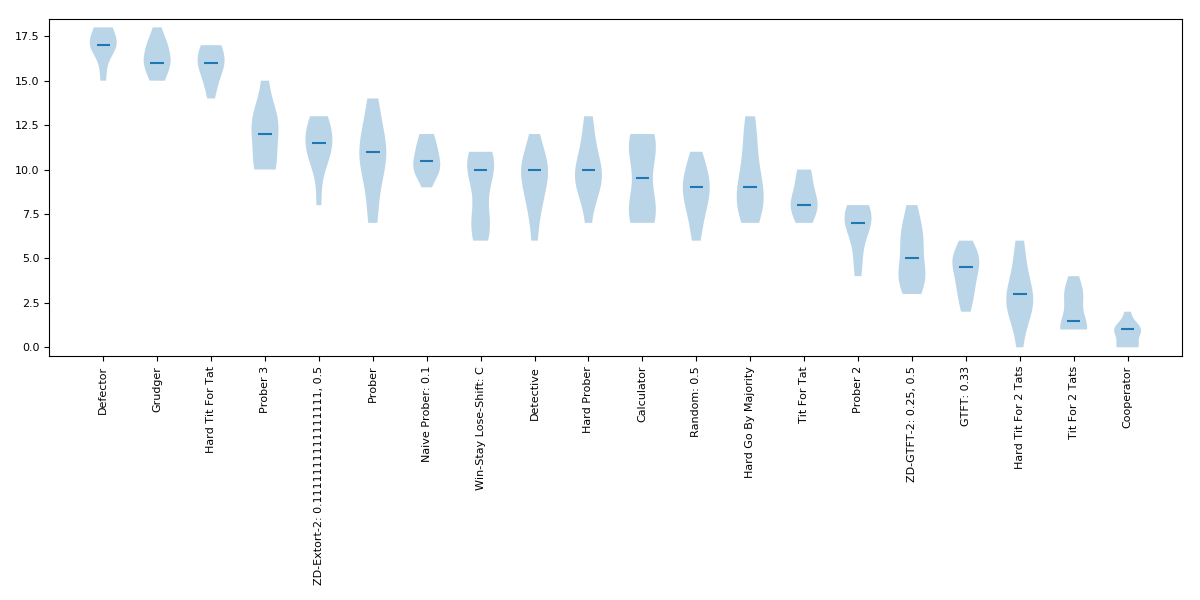 17.5
15.0
12.5
10.0
7.5
5.0
2.5
0.0
Defector
Grudger
Hard Tit For Tat
Prober 3
ZD-Extort-2: 0.1111111111111111, 0.5
Prober
Naive Prober: 0.1
Win-Stay Lose-Shift: C
Detective
Hard Prober
Calculator
Random: 0.5
Hard Go By Majority
Tit For Tat
Prober 2
ZD-GTFT-2: 0.25, 0.5
GTFT: 0.33
Hard Tit For 2 Tats
Tit For 2 Tats
Cooperator